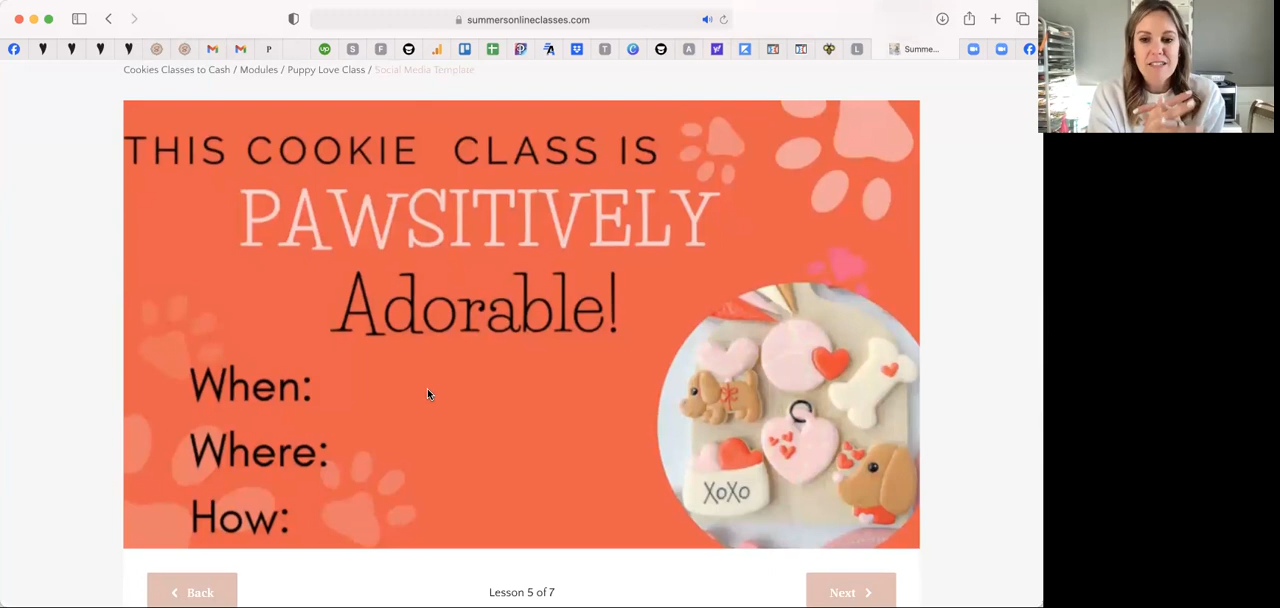 summersonlineclasses.com
Summe...
Cookies Classes to Cash / Modules / Puppy Love Class / Social Media Template
THIS COOKIE CLASS IS
PAWSITIVELY
Adorable!
When:
Where:
How:
XoXo
Back
Lesson 5 of 7
Next